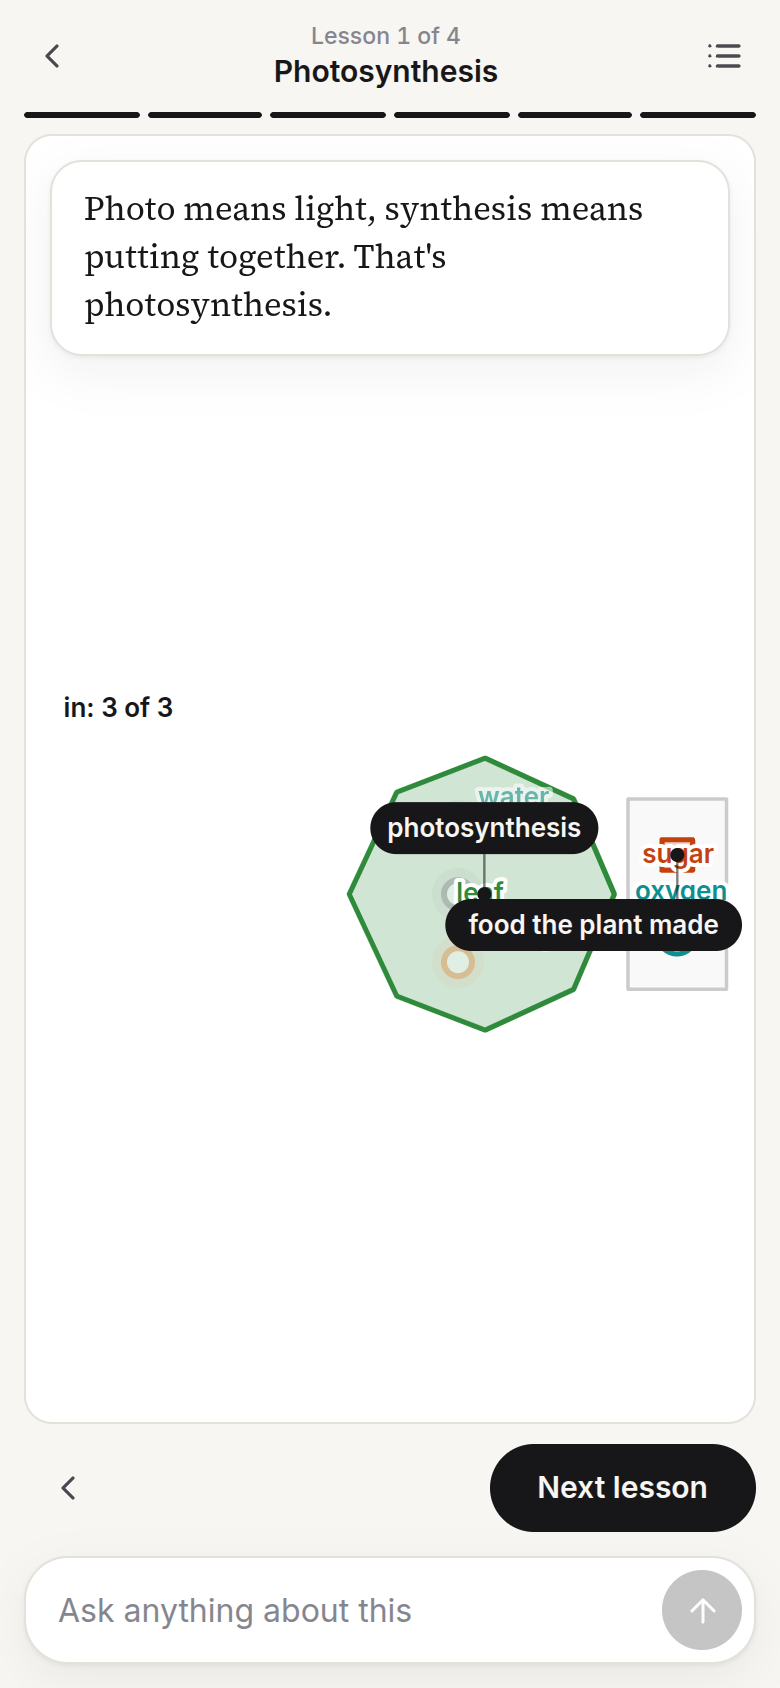 Lesson 1 of 4
Photosynthesis
Photo means light, synthesis means
putting together. That's
photosynthesis.
in: 3 of 3
water
photosynthesis
sugar
leaf
oxygen
food the plant made
Next lesson
Ask anything about this